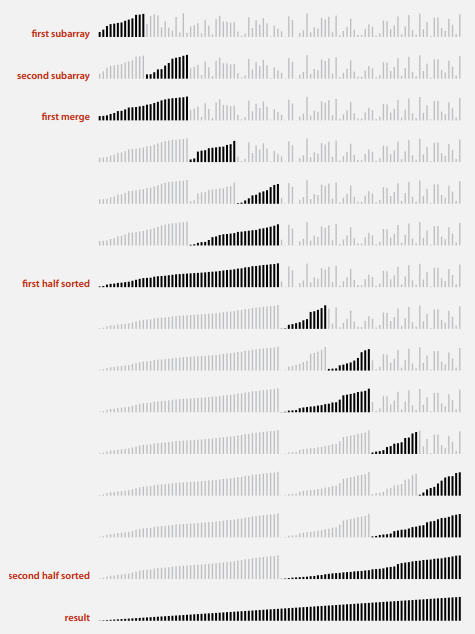 first subarray
second subarray
first merge
first half sorted
second half sorted
result